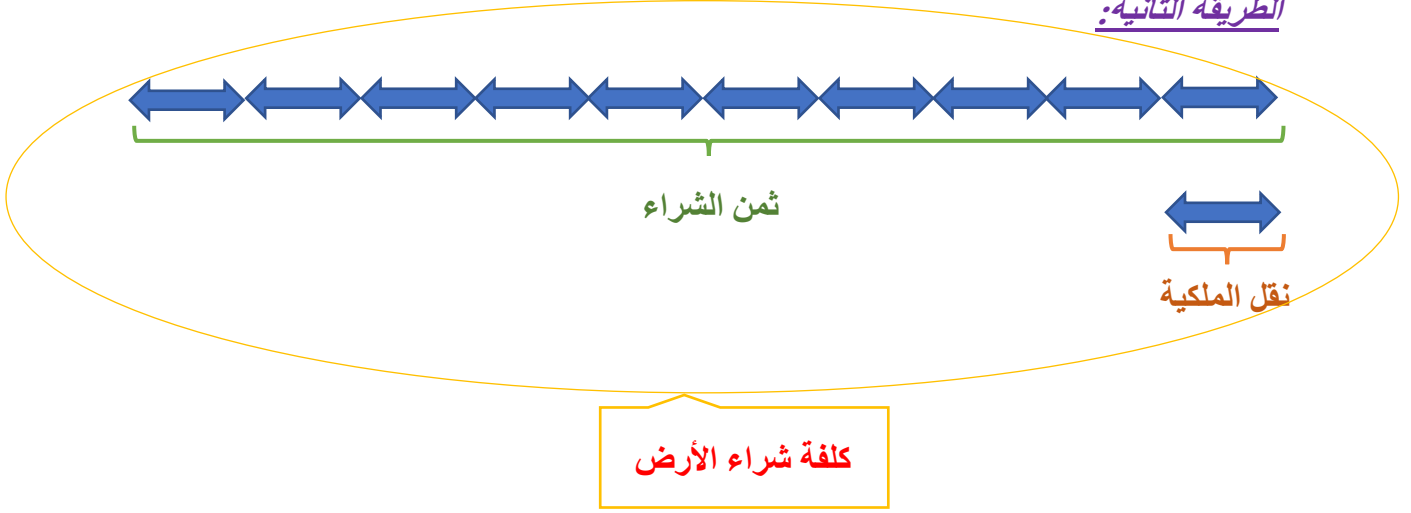 الطريقة الثانية:
ثمن الشراء
نقل الملكية
كلفة شراء الأرض